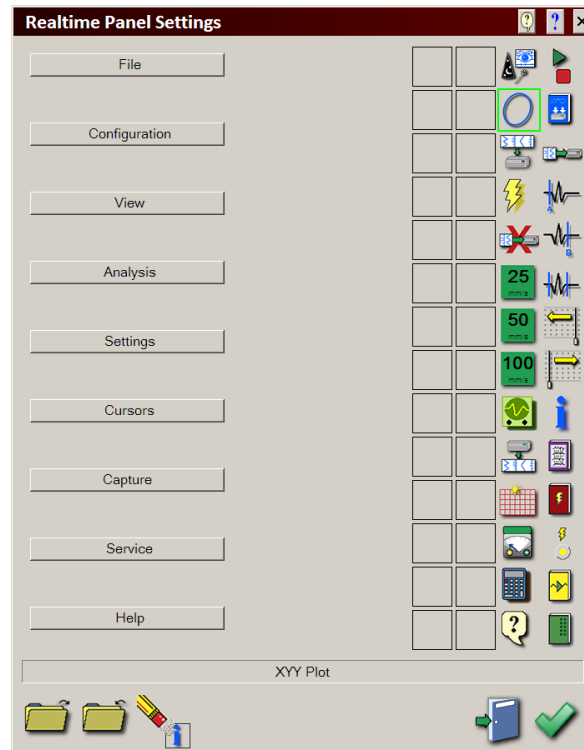 Realtime Panel Settings
? ?
File
Configuration
View
A
B
Analysis
25
mm/s
Settings
50
100
mm/s
Cursors
i
Capture
Service
Help
?
XYY Plot
i